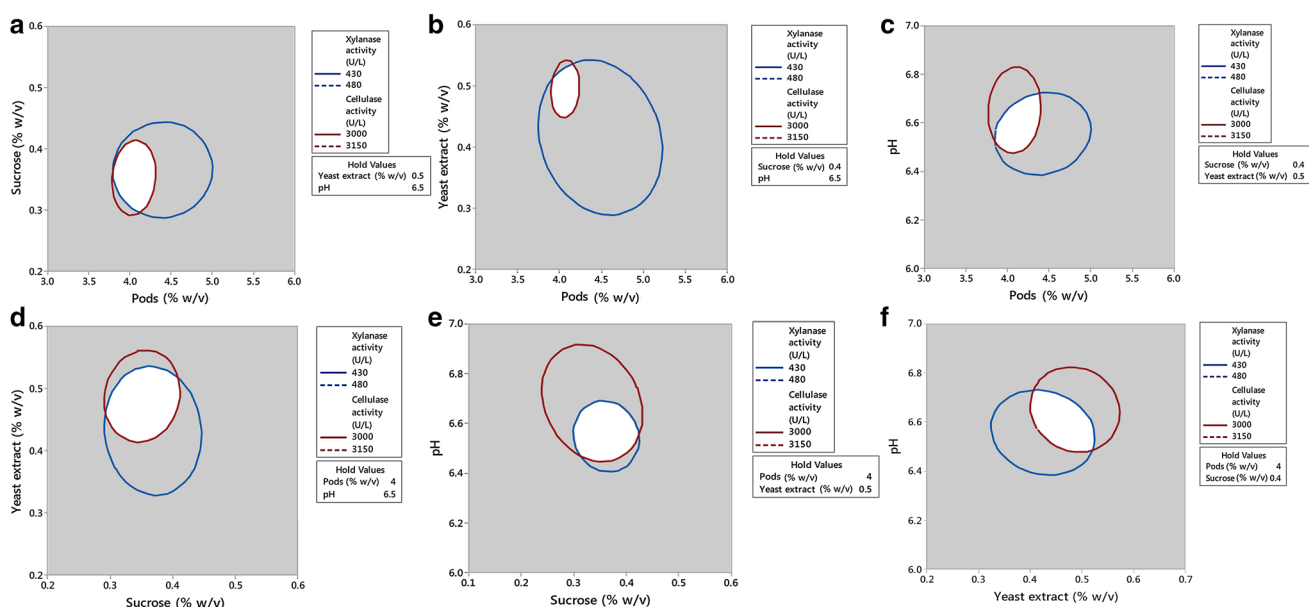 a
0.6
0.5
0.4
0.3
0.2
Sucrose (% w/v)
3.0 3.5 4.0 4.5 5.0 5.5 6.0
Pods (% w/v)
Xylanase
activity
(U/L)
430
480
Cellulase
activity
(U/L)
3000
3150
Hold Values
Yeast extract (% w/v) 0.5
pH 6.5
b
0.6
0.5
0.4
0.3
0.2
Yeast extract (% w/v)
3.0 3.5 4.0 4.5 5.0 5.5 6.0
Pods (% w/v)
Xylanase
activity
(U/L)
430
480
Cellulase
activity
(U/L)
3000
3150
Hold Values
Sucrose (% w/v) 0.4
pH 6.5
c
7.0
6.8
6.6
6.4
6.2
6.0
pH
3.0 3.5 4.0 4.5 5.0 5.5 6.0
Pods (% w/v)
Xylanase
activity
(U/L)
430
480
Cellulase
activity
(U/L)
3000
3150
Hold Values
Sucrose (% w/v) 0.4
Yeast extract (% w/v) 0.5
d
0.6
0.5
0.4
0.3
0.2
Yeast extract (% w/v)
0.2 0.3 0.4 0.5 0.6
Sucrose (% w/v)
Xylanase
activity
(U/L)
430
480
Cellulase
activity
(U/L)
3000
3150
Hold Values
Pods (% w/v) 4
pH 6.5
e
7.0
6.8
6.6
6.4
6.2
6.0
pH
0.1 0.2 0.3 0.4 0.5 0.6
Sucrose (% w/v)
Xylanase
activity
(U/L)
430
480
Cellulase
activity
(U/L)
3000
3150
Hold Values
Pods (% w/v) 4
Yeast extract (% w/v) 0.5
f
7.0
6.8
6.6
6.4
6.2
6.0
pH
0.2 0.3 0.4 0.5 0.6 0.7
Yeast extract (% w/v)
Xylanase
activity
(U/L)
430
480
Cellulase
activity
(U/L)
3000
3150
Hold Values
Pods (% w/v) 4
Sucrose (% w/v) 0.4